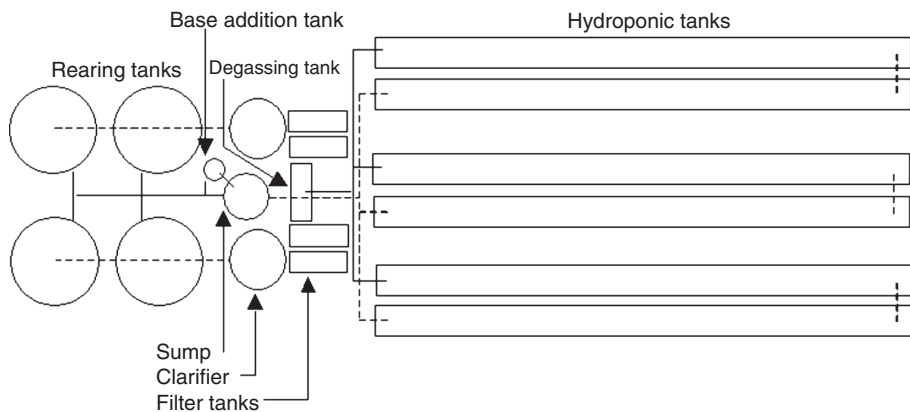 Base addition tank
Hydroponic tanks
Rearing tanks
Degassing tank
Sump
Clarifier
Filter tanks